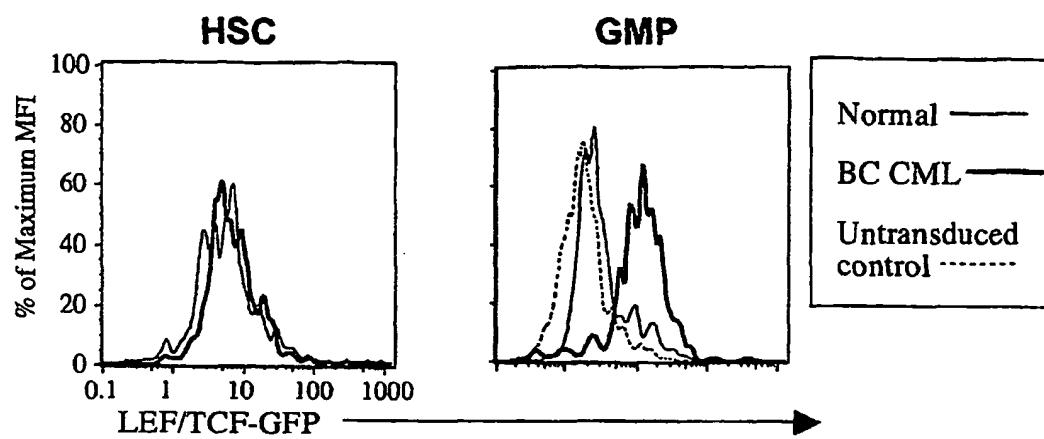 HSC
GMP
% of Maximum MFI
100
80
60
40
20
0
0.1 1 10 100 1000
LEF/TCF-GFP
Normal
BC CML
Untransduced
control